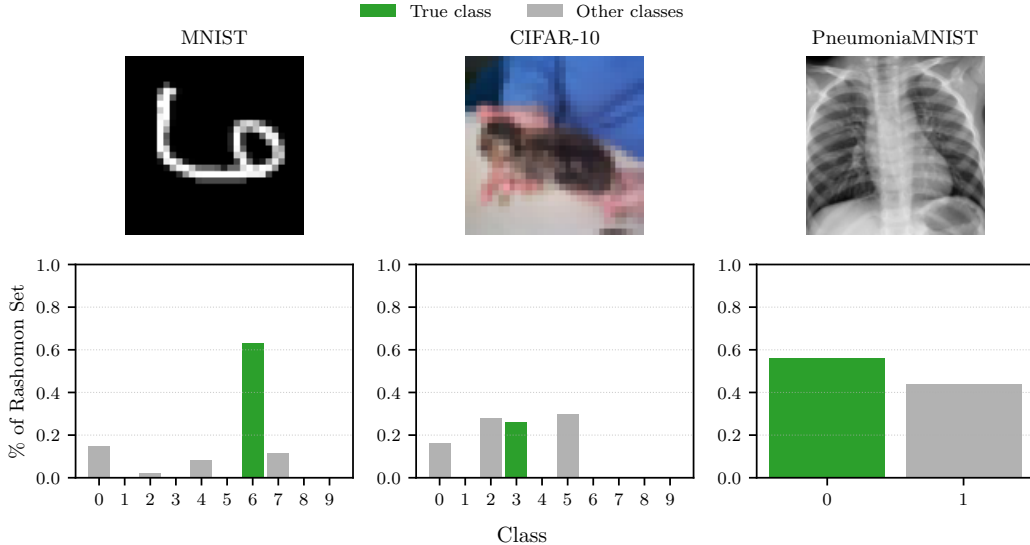 True class Other classes
MNIST CIFAR-10 PneumoniaMNIST
% of Rashomon Set
1.0 1.0 1.0
0.8 0.8 0.8
0.6 0.6 0.6
0.4 0.4 0.4
0.2 0.2 0.2
0.0 0.0 0.0
0 1 2 3 4 5 6 7 8 9 0 1 2 3 4 5 6 7 8 9 0 1
Class